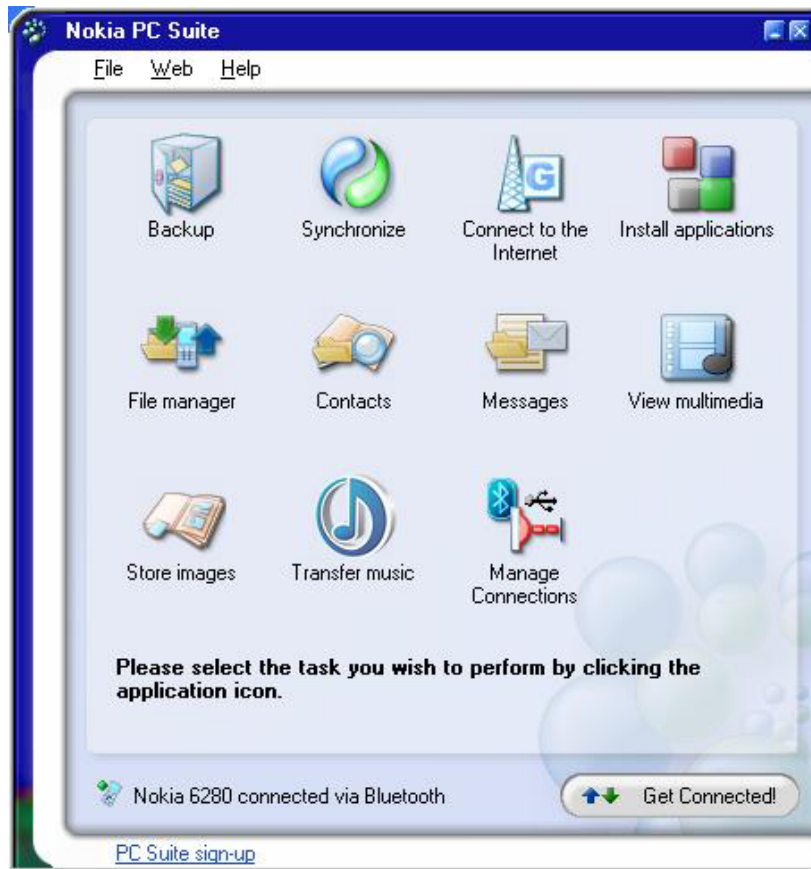 Nokia PC Suite
File Web Help
Backup
Synchronize
Connect to the
Internet
Install applications
G
File manager
Contacts
Messages
View multimedia
Store images
Transfer music
Manage
Connections
Please select the task you wish to perform by clicking the
application icon.
Nokia 6280 connected via Bluetooth
Get Connected!
PC Suite sign-up